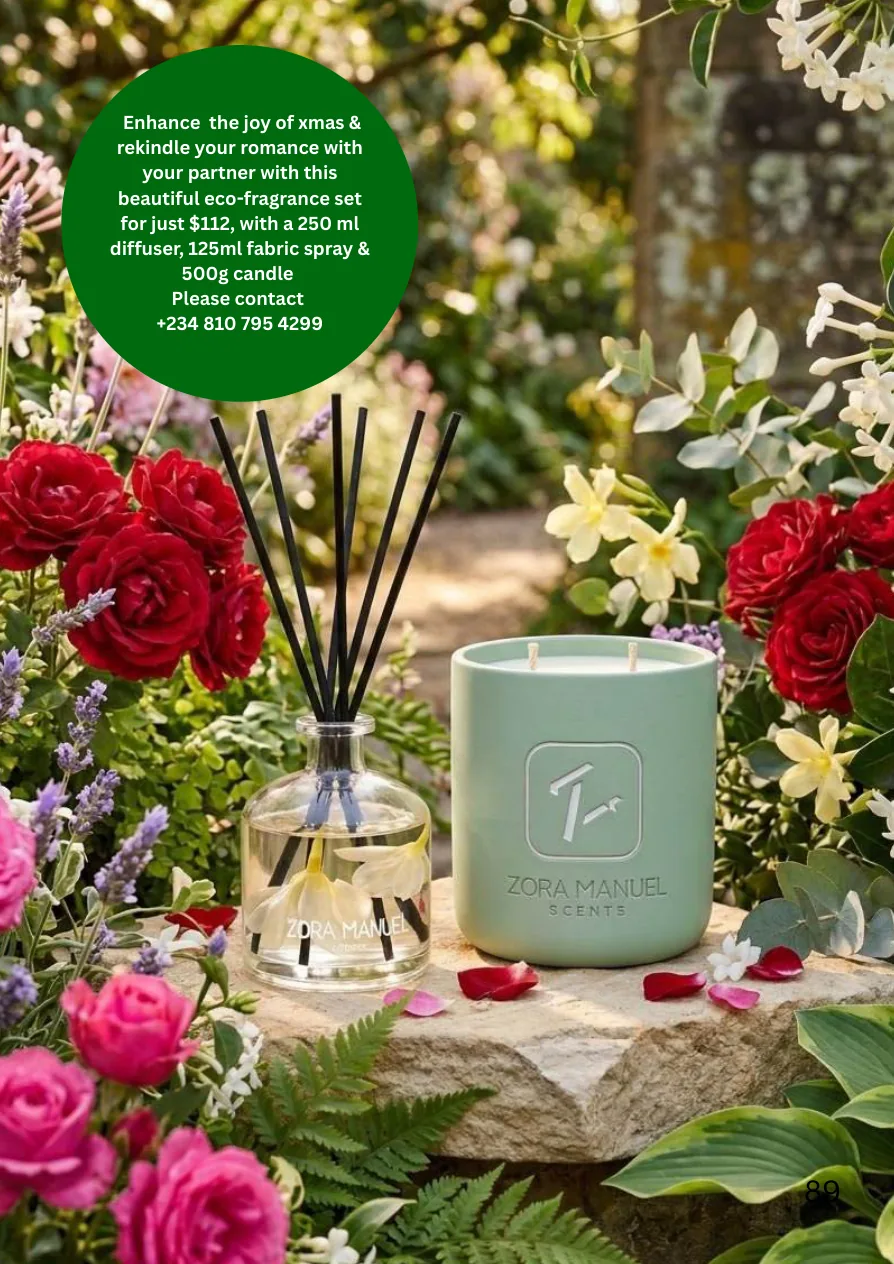 Enhance  the joy of xmas &
rekindle your romance with
your partner with this
beautiful eco-fragrance set
for just $112, with a 250 ml
diffuser, 125ml fabric spray &
500g candle
Please contact
+234 810 795 4299
ZORA MANUEL
SCENTS
ZORA MANUEL
89